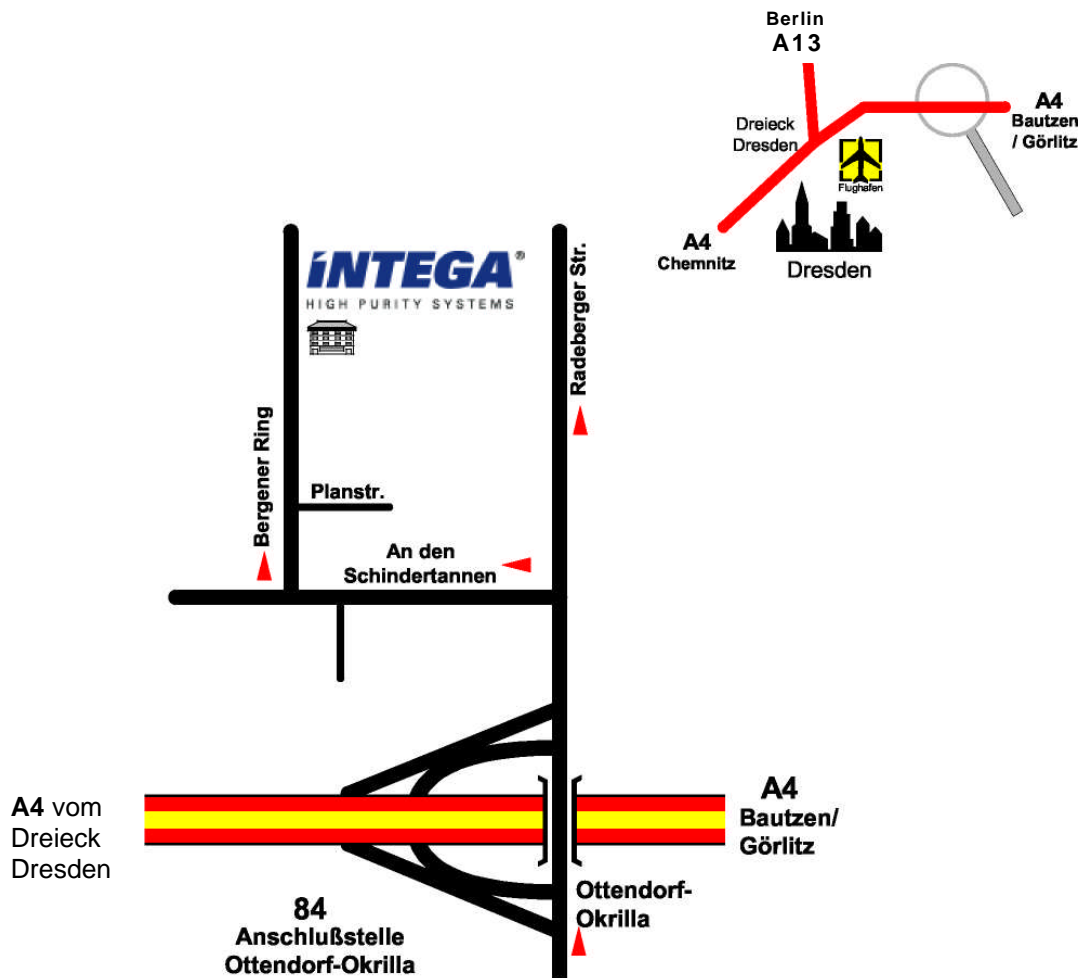 Berlin
A13
A4
Bautzen
/ Görlitz
Dreieck
Dresden
Flughafen
A4
Chemnitz
Dresden
iNTEGA®
HIGH PURITY SYSTEMS
Radeberger Str.
Bergener Ring
Planstr.
An den
Schindertannen
A4 vom
Dreieck
Dresden
A4
Bautzen/
Görlitz
84
Anschlußstelle
Ottendorf-Okrilla
Ottendorf-
Okrilla